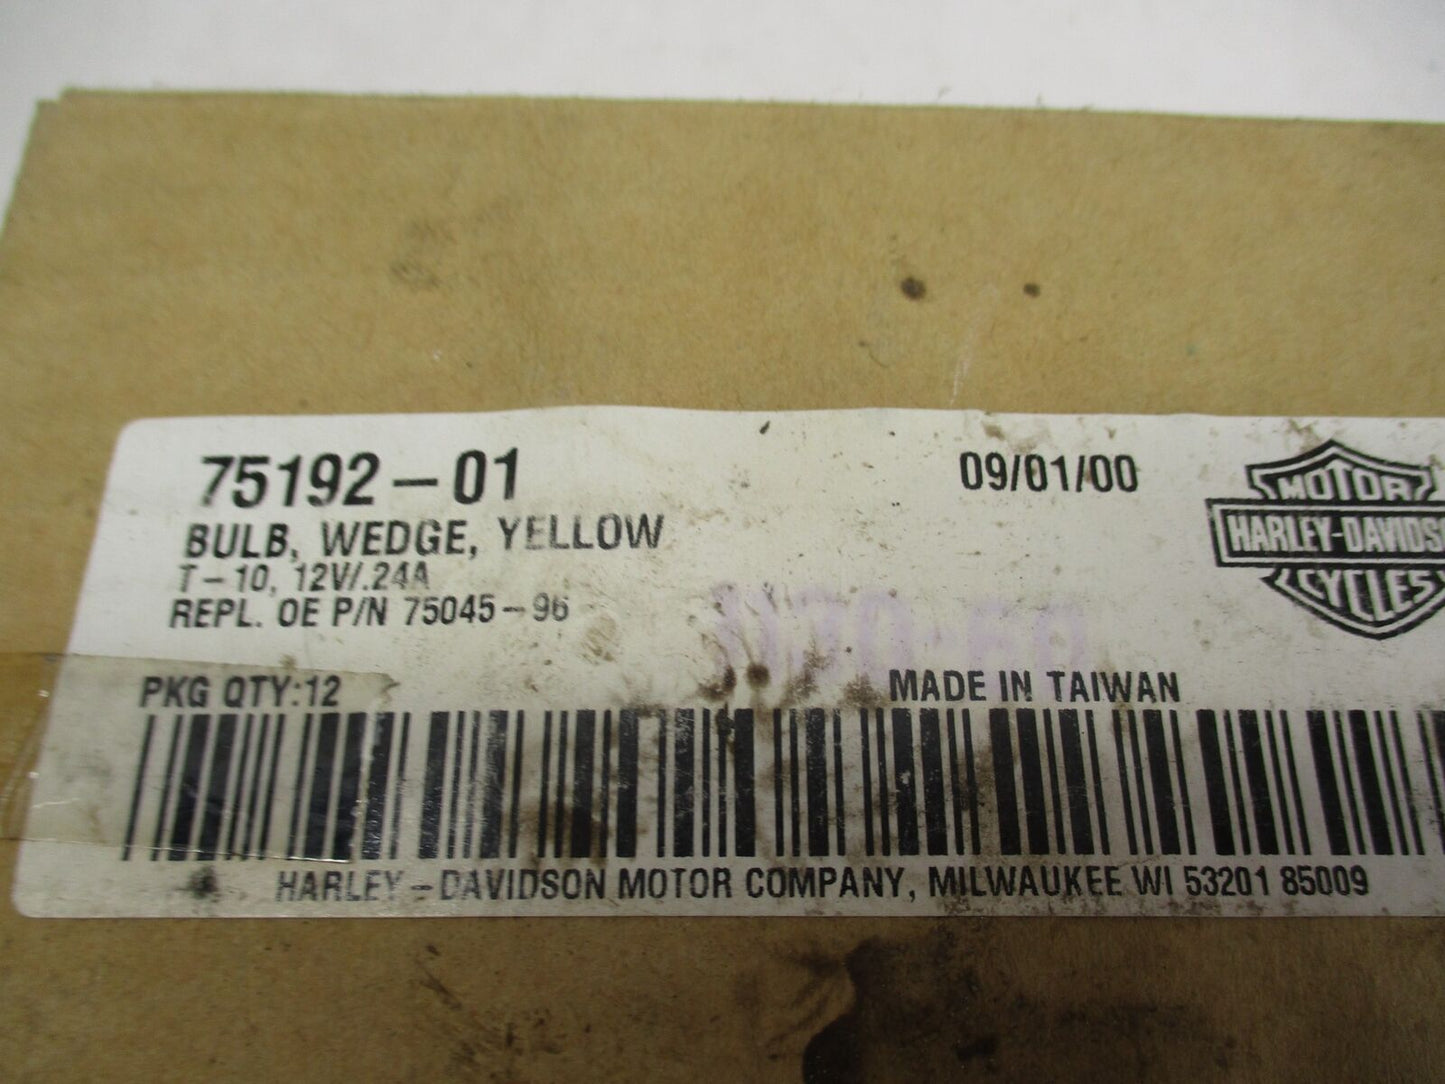 75192-01
09/01/00
BULB, WEDGE, YELLOW
T-10, 12V/.24A
REPL. OE P/N 75045-96
MOTOR
HARLEY-DAVIDSO
CYCLES
PKG QTY:12
MADE IN TAIWAN
HARLEY-DAVIDSON MOTOR COMPANY, MILWAUKEE WI 53201 85009